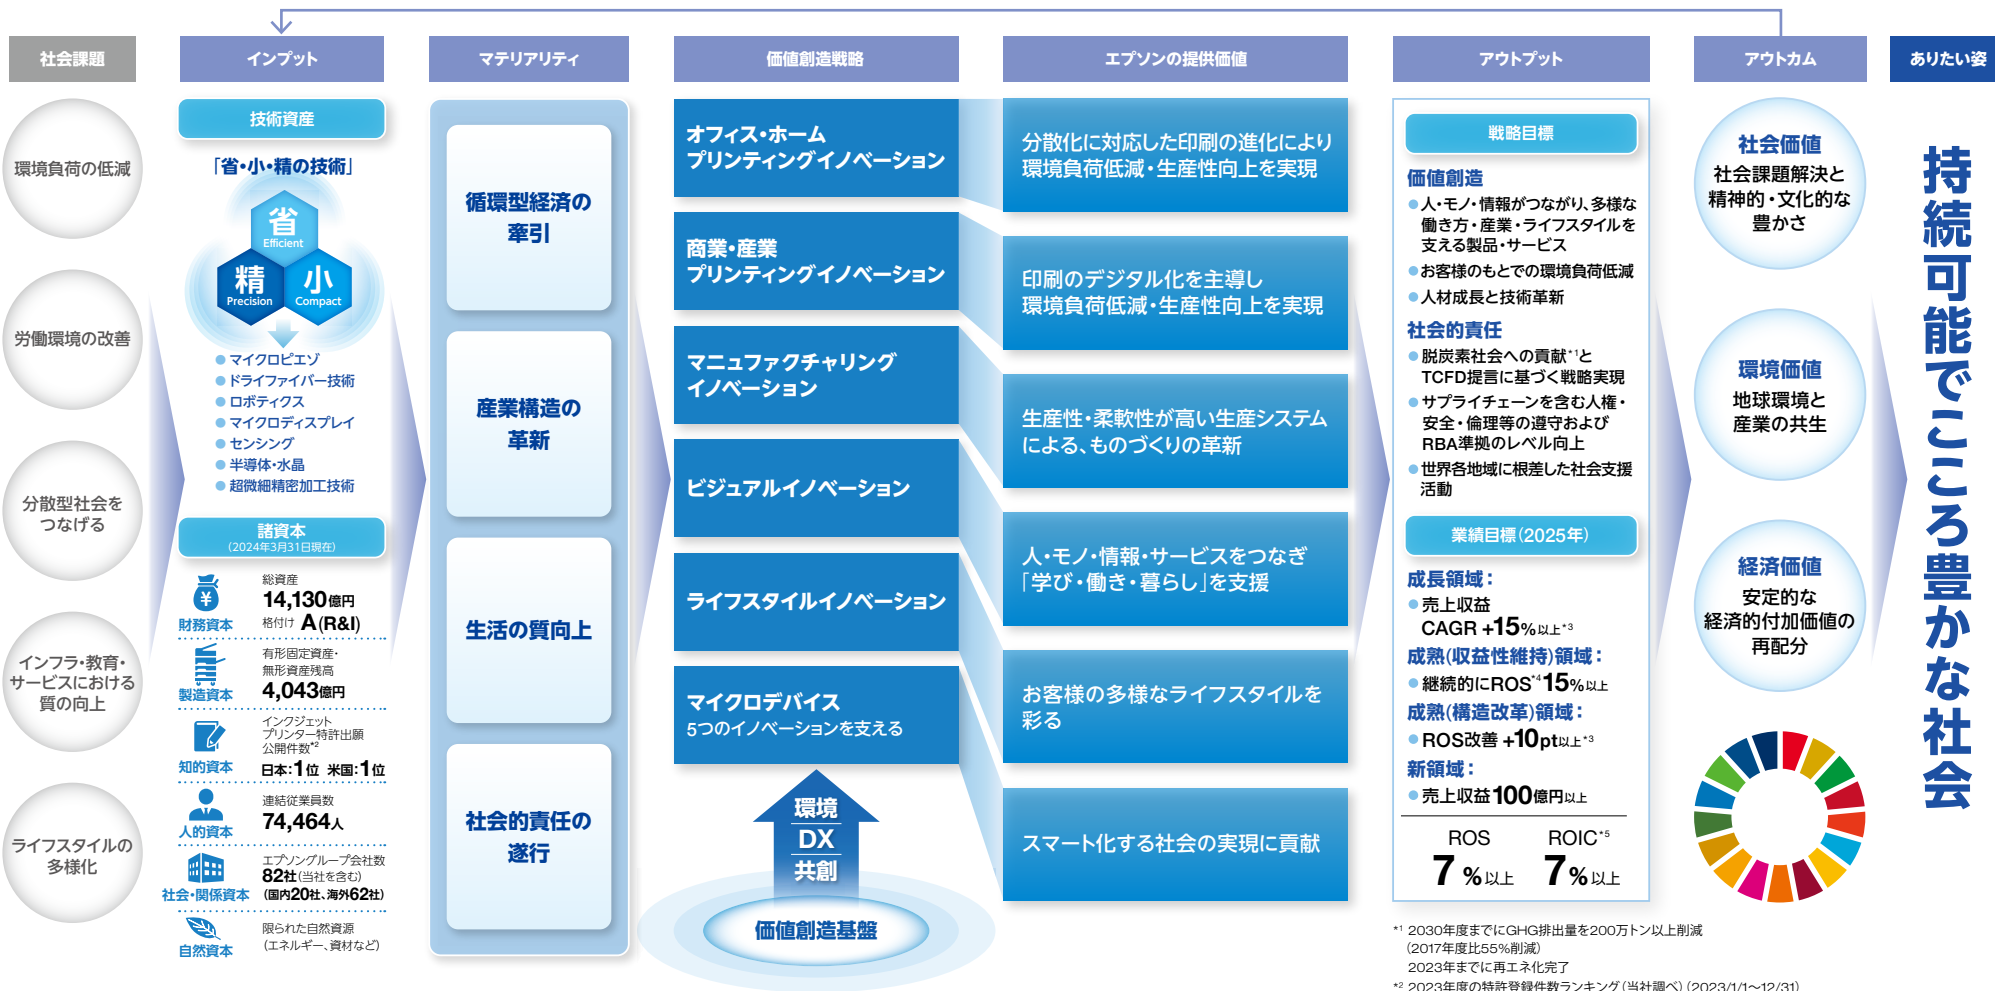 社会課題
環境負荷の低減
労働環境の改善
分散型社会を
つなげる
インフラ・教育・
サービスにおける
質の向上
ライフスタイルの
多様化
インプット
技術資産
「省・小・精の技術」
省
Efficient
精
Precision
小
Compact
●マイクロピエゾ
●ドライファイバー技術
●ロボティクス
●マイクロディスプレイ
●センシング
●半導体・水晶
●超微細精密加工技術
諸資本
(2024年3月31日現在)
財務資本
総資産
14,130億円
格付け A(R&I)
製造資本
有形固定資産・
無形資産残高
4,043億円
知的資本
インクジェット
プリンター特許出願
公開件数*2
日本:1位 米国:1位
人的資本
連結従業員数
74,464人
社会・関係資本
エプソングループ会社数
82社(当社を含む)
(国内20社、海外62社)
自然資本
限られた自然資源
(エネルギー、資材など)
マテリアリティ
循環型経済の
牽引
産業構造の
革新
生活の質向上
社会的責任の
遂行
価値創造戦略
オフィス・ホーム
プリンティングイノベーション
商業・産業
プリンティングイノベーション
マニュファクチャリング
イノベーション
ビジュアルイノベーション
ライフスタイルイノベーション
マイクロデバイス
5つのイノベーションを支える
環境
DX
共創
価値創造基盤
エプソンの提供価値
分散化に対応した印刷の進化により
環境負荷低減・生産性向上を実現
印刷のデジタル化を主導し
環境負荷低減・生産性向上を実現
生産性・柔軟性が高い生産システム
による、ものづくりの革新
人・モノ・情報・サービスをつなぎ
「学び・働き・暮らし」を支援
お客様の多様なライフスタイルを
彩る
スマート化する社会の実現に貢献
アウトプット
戦略目標
価値創造
●人・モノ・情報がつながり、多様な
働き方・産業・ライフスタイルを
支える製品・サービス
●お客様のもとでの環境負荷低減
●人材成長と技術革新
社会的責任
●脱炭素社会への貢献*1と
TCFD提言に基づく戦略実現
●サプライチェーンを含む人権・
安全・倫理等の遵守および
RBA準拠のレベル向上
●世界各地域に根差した社会支援
活動
業績目標(2025年)
成長領域:
●売上収益
CAGR +15%以上*3
成熟(収益性維持)領域:
●継続的にROS*4 15%以上
成熟(構造改革)領域:
●ROS改善 +10pt以上*3
新領域:
●売上収益100億円以上
ROS
7%以上
ROIC*5
7%以上
*1 2030年度までにGHG排出量を200万トン以上削減
(2017年度比55%削減)
2023年までに再エネ化完了
*2 2023年度の特許登録件数ランキング(当社調べ)(2023/1/1~12/31)
アウトカム
社会価値
社会課題解決と
精神的・文化的な
豊かさ
環境価値
地球環境と
産業の共生
経済価値
安定的な
経済的付加価値の
再配分
ありたい姿
持続可能でこころ豊かな社会